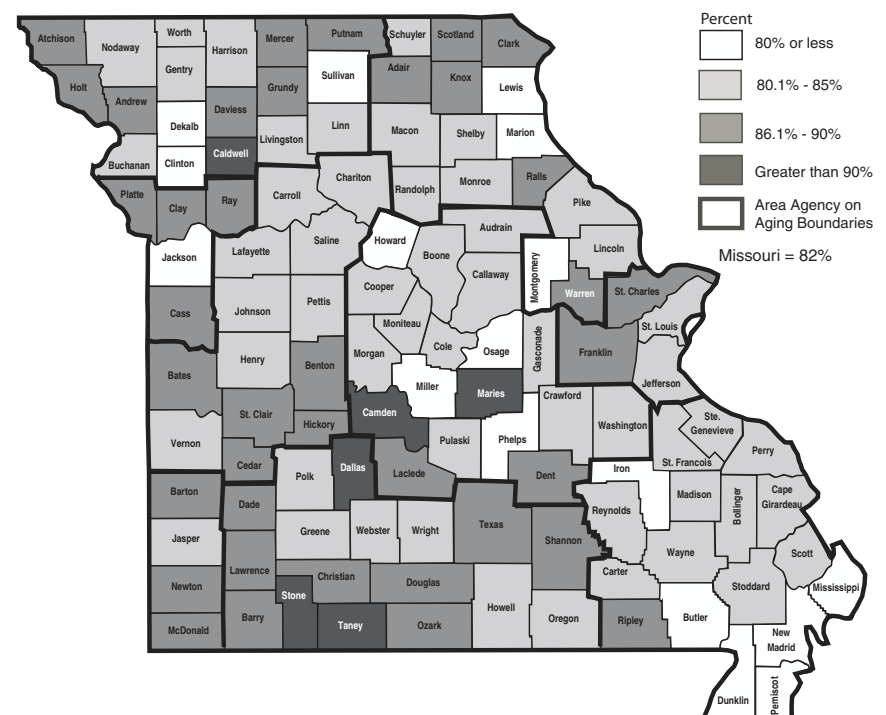 Percent
80% or less
80.1% - 85%
86.1% - 90%
Greater than 90%
Area Agency on
Aging Boundaries
Missouri = 82%
Atchison
Nodaway
Worth
Harrison
Mercer
Putnam
Schuyler
Scotland
Clark
Gentry
Sullivan
Adair
Knox
Lewis
Holt
Andrew
Daviess
Grundy
Dekalb
Linn
Macon
Shelby
Marion
Livingston
Caldwell
Buchanan
Clinton
Chariton
Randolph
Monroe
Ralls
Platte
Clay
Ray
Carroll
Pike
Audrain
Jackson
Lafayette
Saline
Howard
Boone
Callaway
Montgomery
Lincoln
Warren
St. Charles
Cass
Johnson
Pettis
Cooper
Moniteau
Cole
Osage
Gasconade
Franklin
St. Louis
Jefferson
Bates
Henry
Benton
Morgan
Miller
Maries
Crawford
Washington
Ste.
Genevieve
St. Clair
Hickory
Camden
Pulaski
Phelps
St. Francois
Perry
Vernon
Cedar
Polk
Dallas
Laclede
Dent
Iron
Madison
Bollinger
Cape
Girardeau
Barton
Dade
Reynolds
Jasper
Greene
Webster
Wright
Texas
Shannon
Wayne
Scott
Newton
Lawrence
Christian
Douglas
Carter
Stoddard
Mississippi
Stone
McDonald
Barry
Taney
Ozark
Howell
Oregon
Ripley
Butler
New
Madrid
Dunklin
Pemiscot